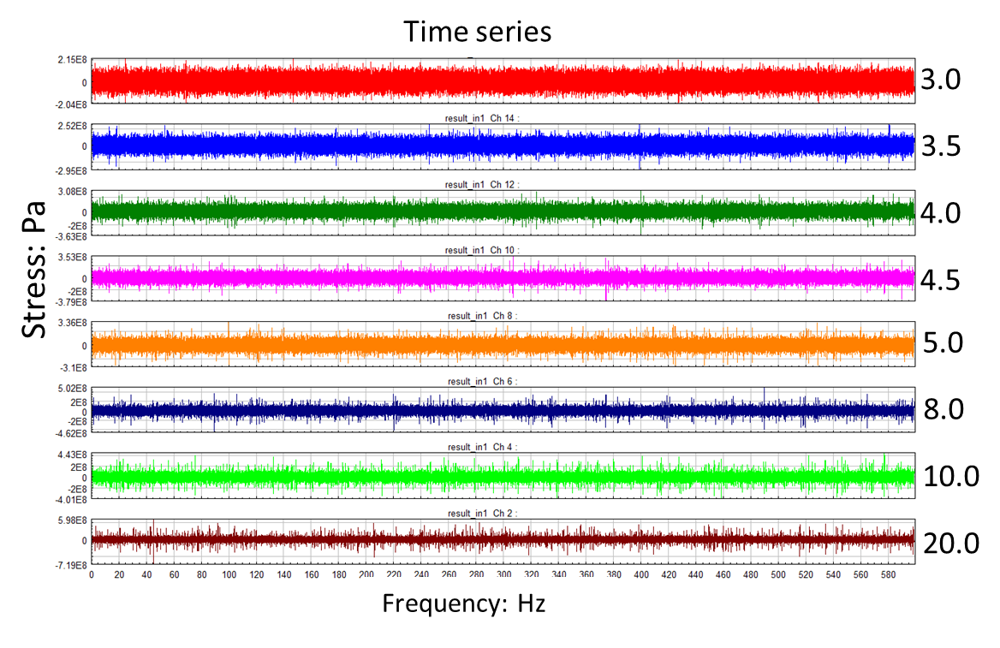 Time series
2.15E8
0
-2.04E8
3.0
result_in1 Ch 14 :
2.52E8
0
-2.95E8
3.5
result_in1 Ch 12 :
3.08E8
0
-2E8
-3.63E8
4.0
result_in1 Ch 10 :
3.53E8
0
-2E8
-3.79E8
4.5
result_in1 Ch 8 :
3.36E8
0
-3.1E8
5.0
result_in1 Ch 6 :
5.02E8
2E8
0
-2E8
-4.62E8
8.0
result_in1 Ch 4 :
4.43E8
2E8
0
-2E8
-4.01E8
10.0
result_in1 Ch 2 :
5.98E8
0
-7.19E8
20.0
0 20 40 60 80 100 120 140 160 180 200 220 240 260 280 300 320 340 360 380 400 420 440 460 480 500 520 540 560 580
Stress: Pa
Frequency: Hz